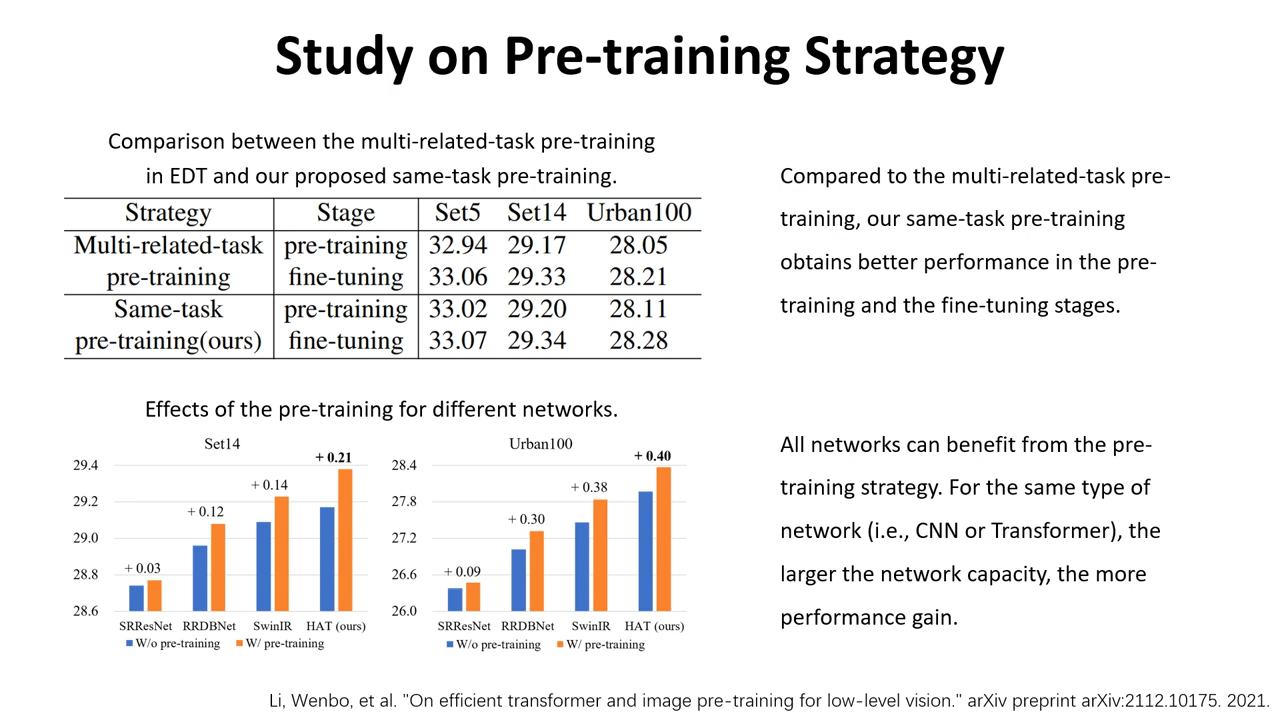 Study on Pre-training Strategy
Comparison between the multi-related-task pre-training
in EDT and our proposed same-task pre-training.
Strategy Stage Set5 Set14 Urban100
Multi-related-task pre-training 32.94 29.17 28.05
pre-training fine-tuning 33.06 29.33 28.21
Same-task pre-training 33.02 29.20 28.11
pre-training(ours) fine-tuning 33.07 29.34 28.28
Compared to the multi-related-task pre-
training, our same-task pre-training
obtains better performance in the pre-
training and the fine-tuning stages.
Effects of the pre-training for different networks.
Set14
29.4
29.2
29.0
28.8
28.6
+ 0.03
+ 0.12
+ 0.14
+ 0.21
SRResNet RRDBNet SwinIR HAT (ours)
W/o pre-training W/ pre-training
Urban100
28.4
27.8
27.2
26.6
26.0
+ 0.09
+ 0.30
+ 0.38
+ 0.40
SRResNet RRDBNet SwinIR HAT (ours)
W/o pre-training W/ pre-training
All networks can benefit from the pre-
training strategy. For the same type of
network (i.e., CNN or Transformer), the
larger the network capacity, the more
performance gain.
Li, Wenbo, et al. "On efficient transformer and image pre-training for low-level vision." arXiv preprint arXiv:2112.10175. 2021.